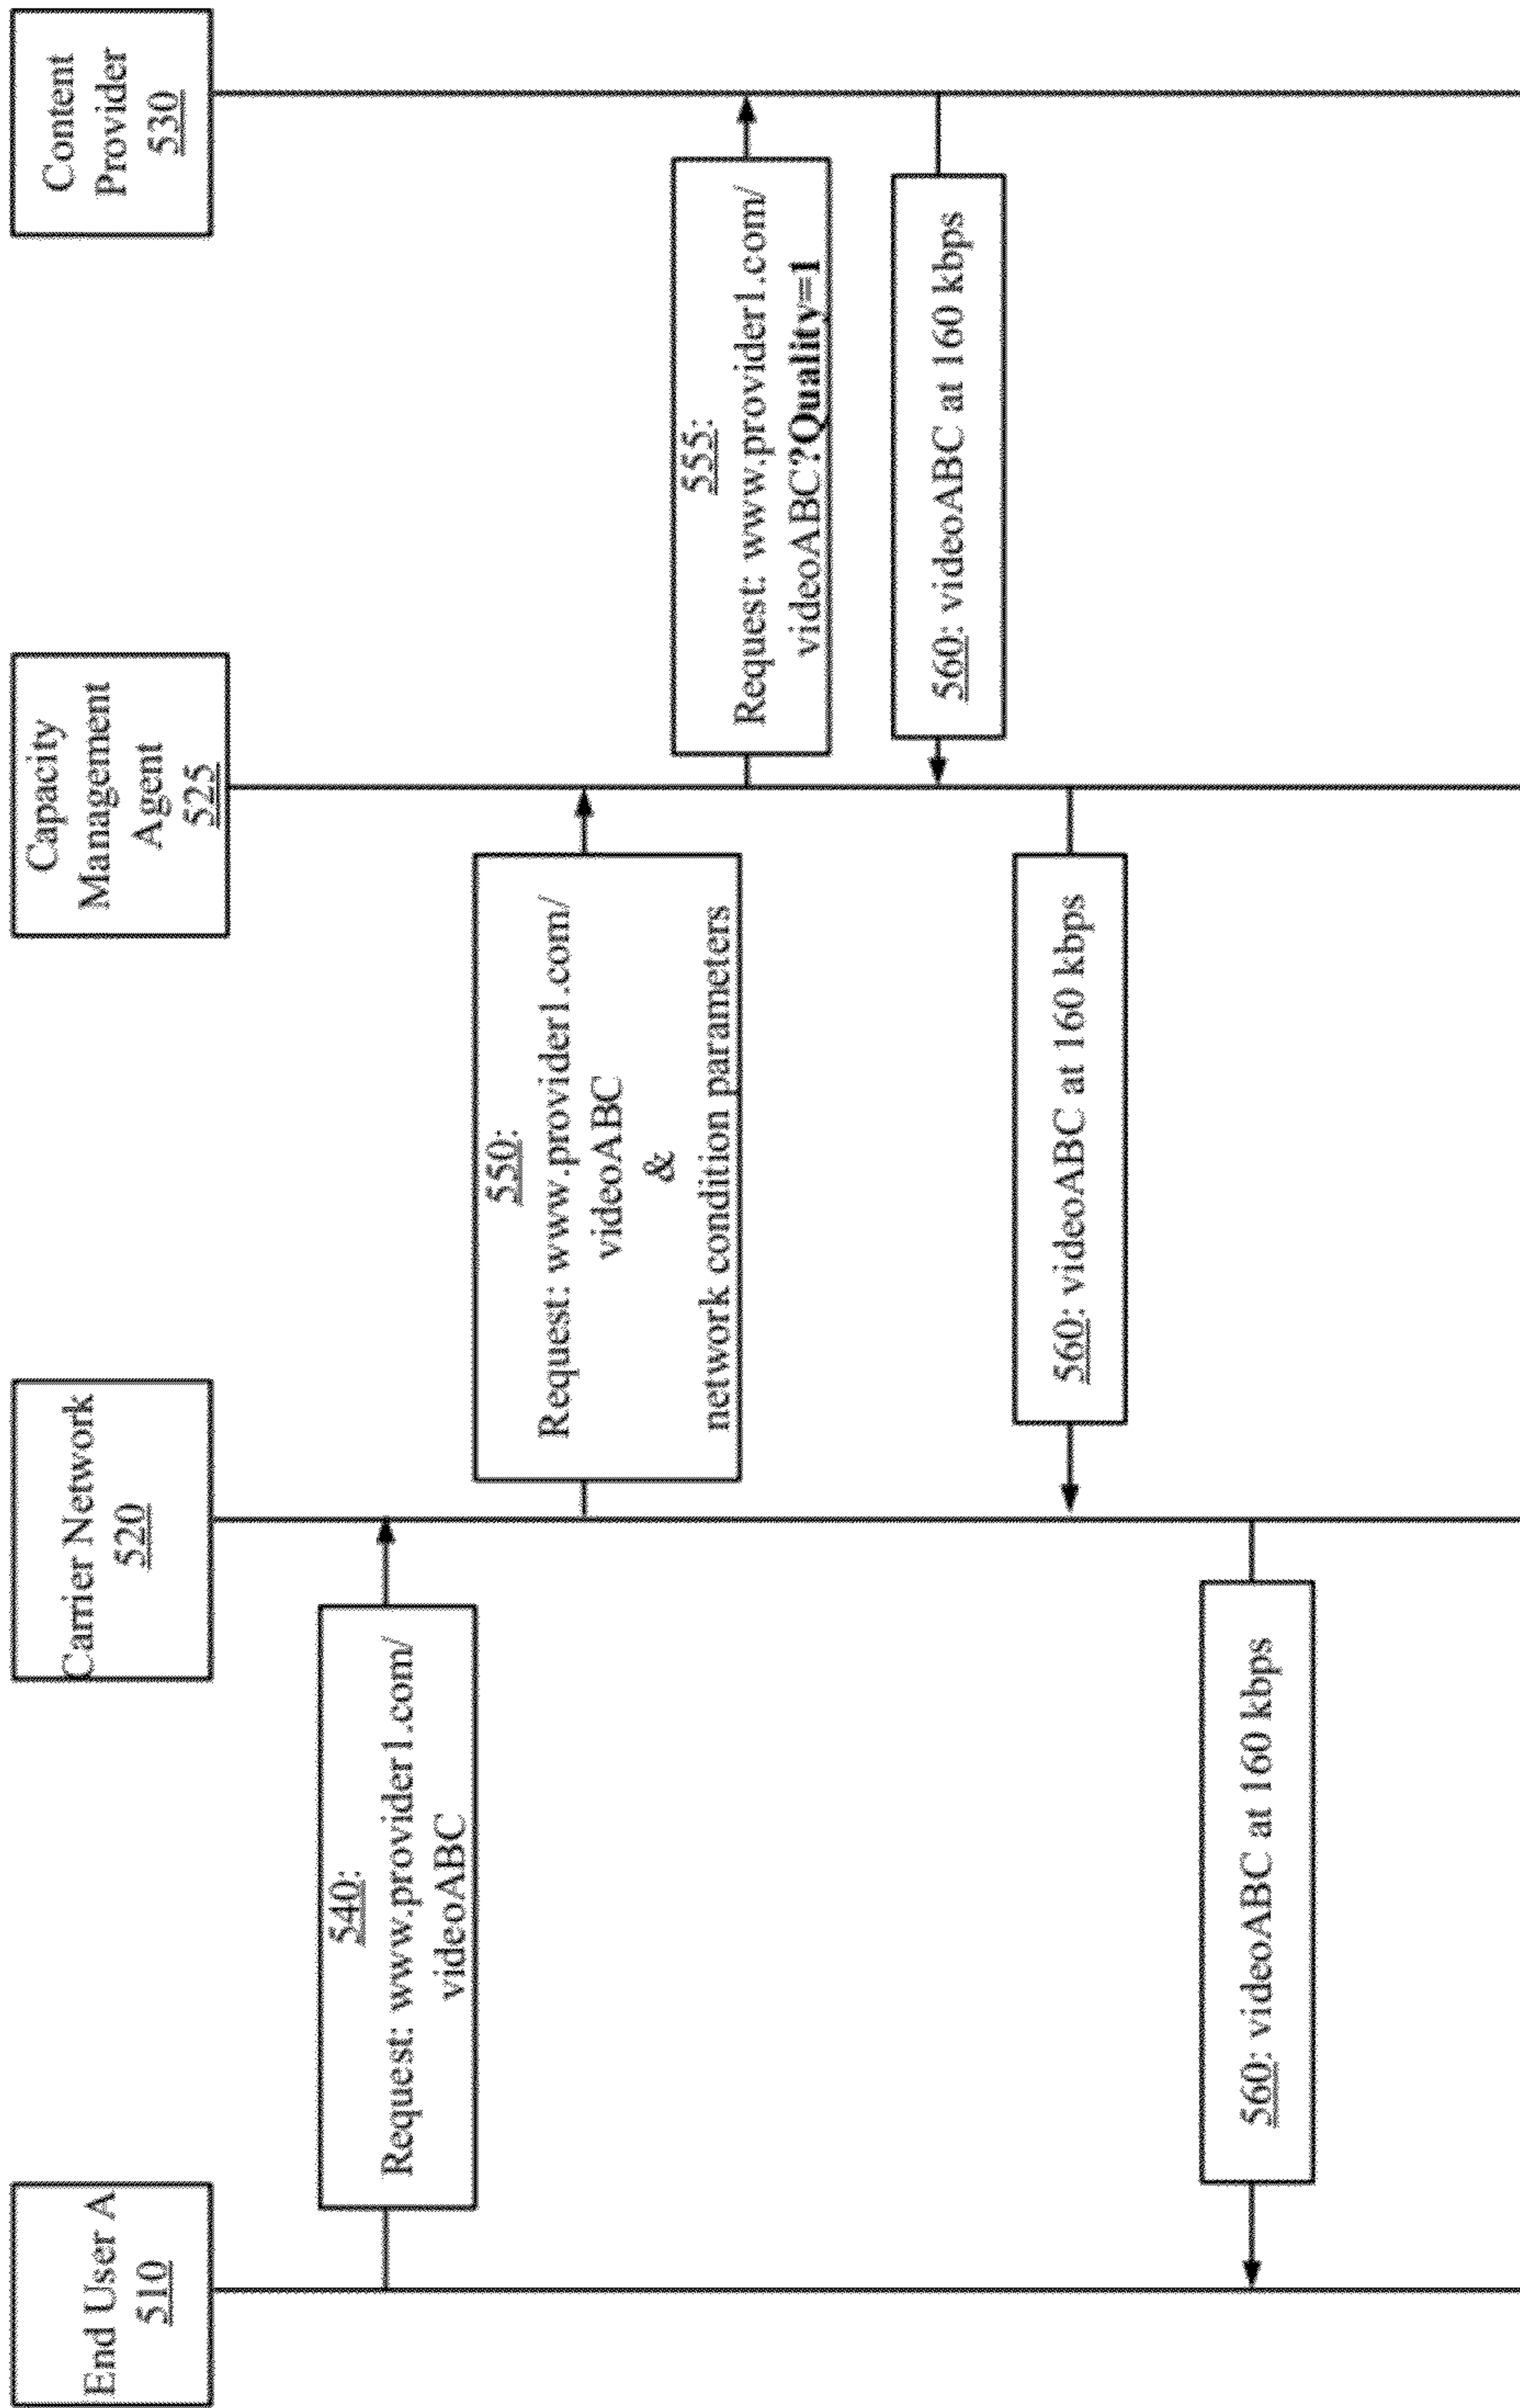 End User A
510
Carrier Network
520
Capacity
Management
Agent
525
Content
Provider
530
540:
Request: www.provider1.com/
videoABC
550:
Request: www.provider1.com/
videoABC
&
network condition parameters
555:
Request: www.provider1.com/
videoABC?Quality=1
560: videoABC at 160 kbps
560: videoABC at 160 kbps
560: videoABC at 160 kbps